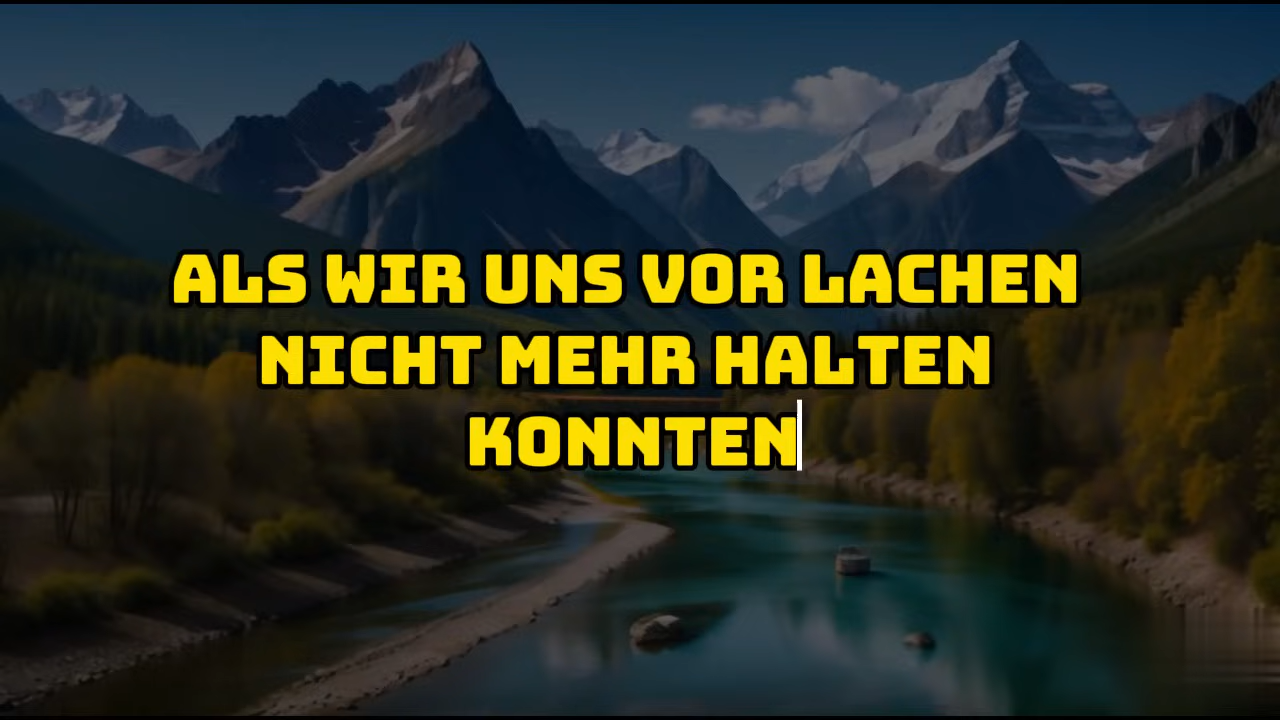 ALS WIR UNS VOR LACHEN
NICHT MEHR HALTEN
KONNTEN